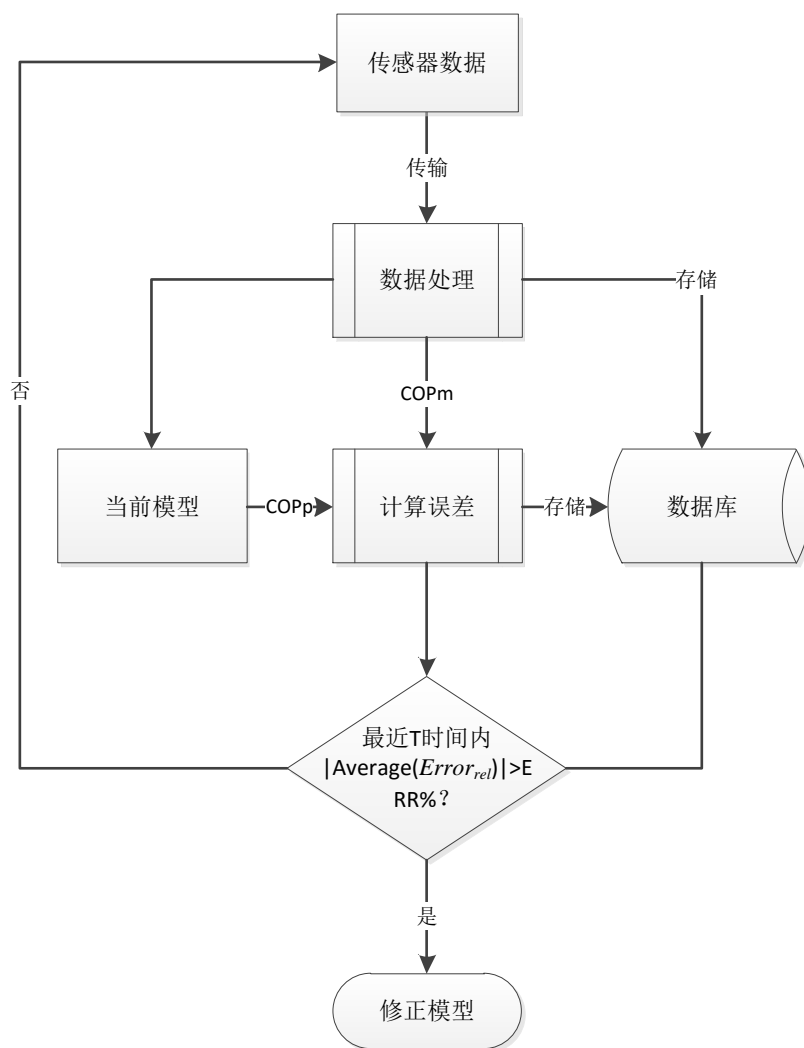 传感器数据
传输
数据处理
存储
否
COPm
当前模型
COPp
计算误差
存储
数据库
最近T时间内
|Average(Error_rel)|>E
RR%？
是
修正模型